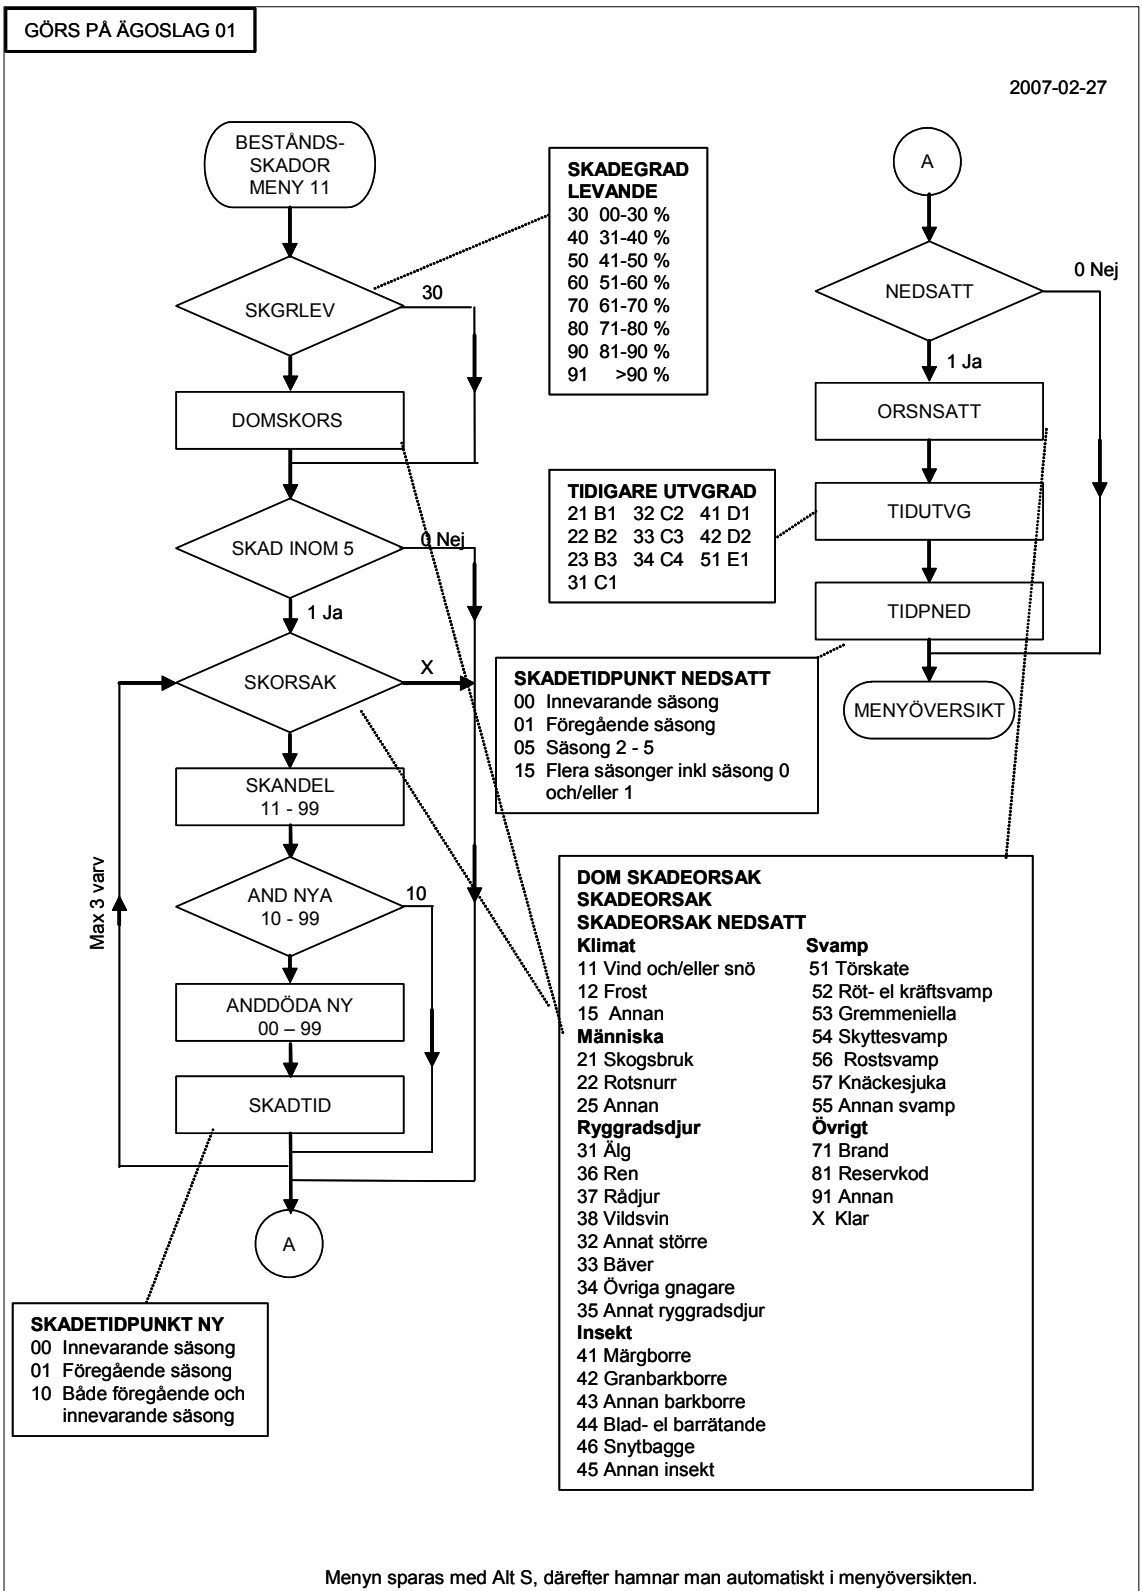 GÖRS PÅ ÄGOSLAG 01
2007-02-27
BESTÅNDS-
SKADOR
MENY 11
SKGRLEV
30
DOMSKORS
SKAD INOM 5
0 Nej
1 Ja
SKORSAK
X
SKANDEL
11 - 99
AND NYA
10 - 99
10
ANDDÖDA NY
00 – 99
SKADTID
Max 3 varv
A
SKADETIDPUNKT NY
00 Innevarande säsong
01 Föregående säsong
10 Både föregående och
innevarande säsong
SKADEGRAD
LEVANDE
30 00-30 %
40 31-40 %
50 41-50 %
60 51-60 %
70 61-70 %
80 71-80 %
90 81-90 %
91 >90 %
A
NEDSATT
0 Nej
1 Ja
ORSNSATT
TIDUTVG
TIDPNED
MENYÖVERSIKT
TIDIGARE UTVGRAD
21 B1 32 C2 41 D1
22 B2 33 C3 42 D2
23 B3 34 C4 51 E1
31 C1
SKADETIDPUNKT NEDSATT
00 Innevarande säsong
01 Föregående säsong
05 Säsong 2 - 5
15 Flera säsonger inkl säsong 0
och/eller 1
DOM SKADEORSAK
SKADEORSAK
SKADEORSAK NEDSATT
Klimat
11 Vind och/eller snö
12 Frost
15 Annan
Människa
21 Skogsbruk
22 Rotsnurr
25 Annan
Ryggradsdjur
31 Älg
36 Ren
37 Rådjur
38 Vildsvin
32 Annat större
33 Bäver
34 Övriga gnagare
35 Annat ryggradsdjur
Insekt
41 Märgborre
42 Granbarkborre
43 Annan barkborre
44 Blad- el barrätande
46 Snytbagge
45 Annan insekt
Svamp
51 Törskate
52 Röt- el kräftsvamp
53 Gremmeniella
54 Skyttesvamp
56 Rostsvamp
57 Knäckesjuka
55 Annan svamp
Övrigt
71 Brand
81 Reservkod
91 Annan
X Klar
Menyn sparas med Alt S, därefter hamnar man automatiskt i menyöversikten.